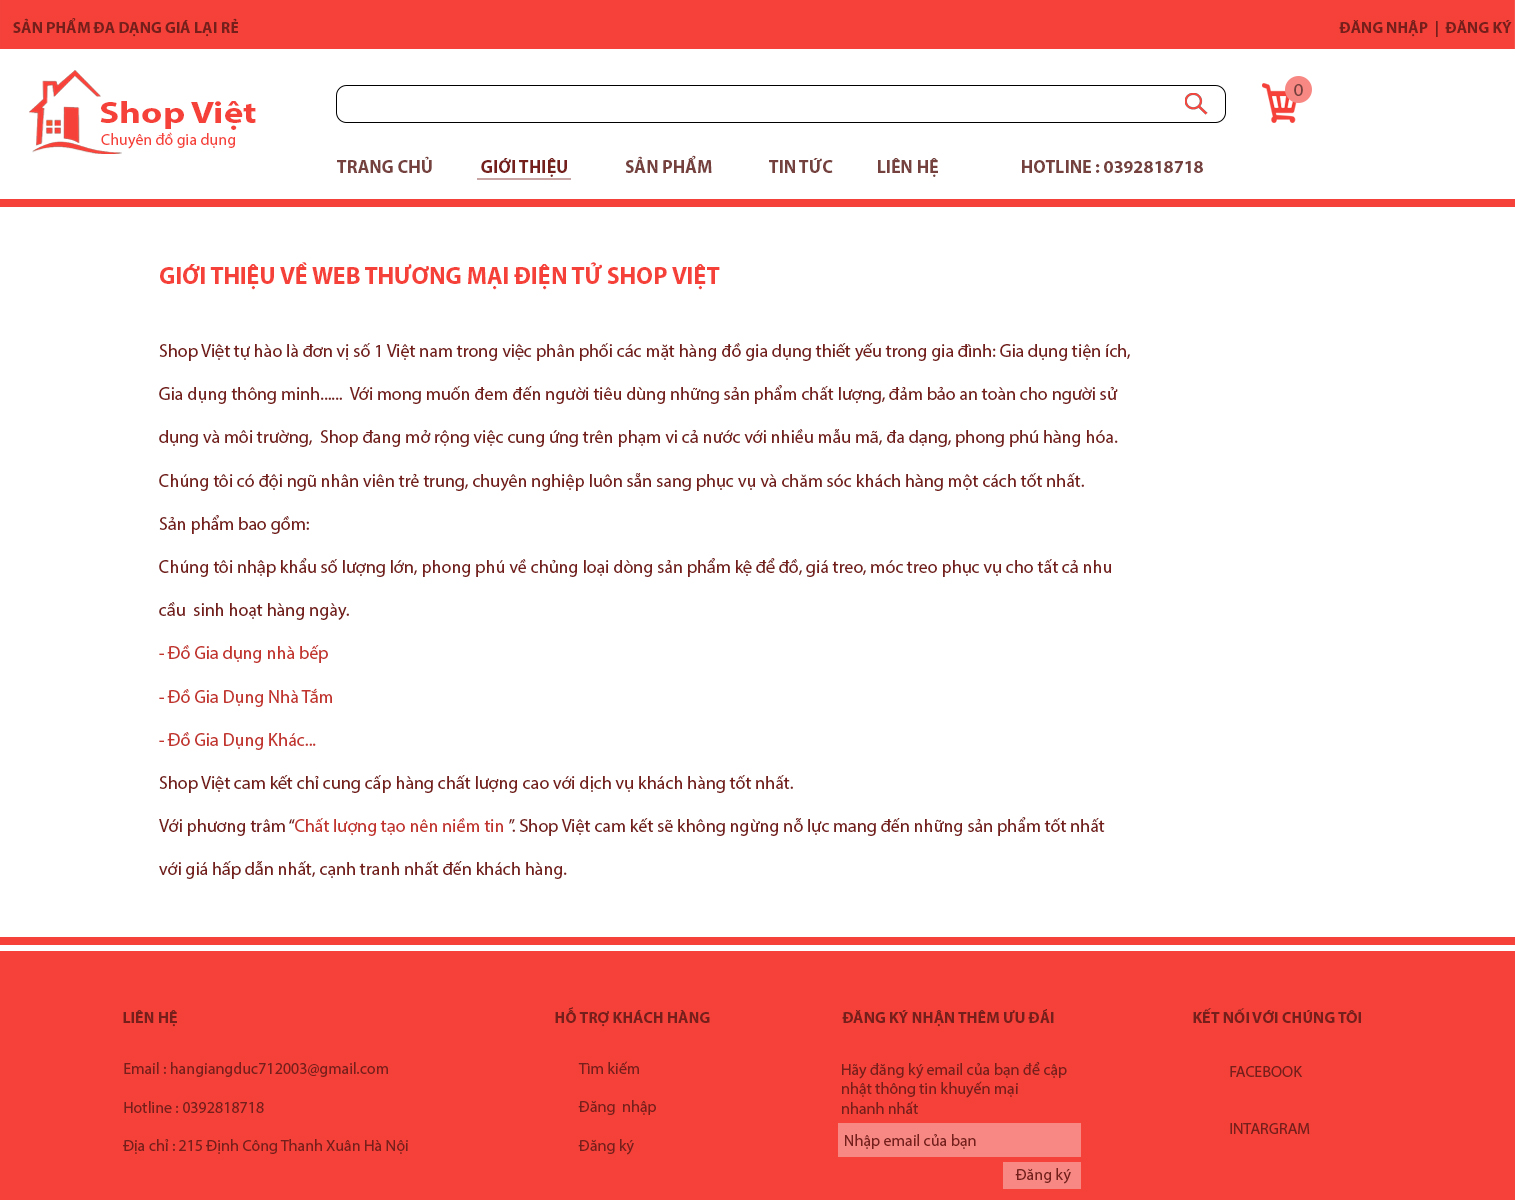 SẢN PHẨM ĐA DẠNG GIÁ LẠI RẺ
ĐĂNG NHẬP | ĐĂNG KÝ
Shop Việt
Chuyên đồ gia dụng
0
TRANG CHỦ GIỚI THIỆU SẢN PHẨM TIN TỨC LIÊN HỆ HOTLINE : 0392818718
GIỚI THIỆU VỀ WEB THƯƠNG MẠI ĐIỆN TỬ SHOP VIỆT
Shop Việt tự hào là đơn vị số 1 Việt nam trong việc phân phối các mặt hàng đồ gia dụng thiết yếu trong gia đình: Gia dụng tiện ích,
Gia dụng thông minh...... Với mong muốn đem đến người tiêu dùng những sản phẩm chất lượng, đảm bảo an toàn cho người sử
dụng và môi trường, Shop đang mở rộng việc cung ứng trên phạm vi cả nước với nhiều mẫu mã, đa dạng, phong phú hàng hóa.
Chúng tôi có đội ngũ nhân viên trẻ trung, chuyên nghiệp luôn sẵn sang phục vụ và chăm sóc khách hàng một cách tốt nhất.
Sản phẩm bao gồm:
Chúng tôi nhập khẩu số lượng lớn, phong phú về chủng loại dòng sản phẩm kệ để đồ, giá treo, móc treo phục vụ cho tất cả nhu
cầu sinh hoạt hàng ngày.
- Đồ Gia dụng nhà bếp
- Đồ Gia Dụng Nhà Tắm
- Đồ Gia Dụng Khác...
Shop Việt cam kết chỉ cung cấp hàng chất lượng cao với dịch vụ khách hàng tốt nhất.
Với phương trâm “Chất lượng tạo nên niềm tin ”. Shop Việt cam kết sẽ không ngừng nỗ lực mang đến những sản phẩm tốt nhất
với giá hấp dẫn nhất, cạnh tranh nhất đến khách hàng.
LIÊN HỆ
Email : hangiangduc712003@gmail.com
Hotline : 0392818718
Địa chỉ : 215 Định Công Thanh Xuân Hà Nội
HỖ TRỢ KHÁCH HÀNG
Tìm kiếm
Đăng nhập
Đăng ký
ĐĂNG KÝ NHẬN THÊM ƯU ĐÃI
Hãy đăng ký email của bạn để cập
nhật thông tin khuyến mại
nhanh nhất
Nhập email của bạn
Đăng ký
KẾT NỐI VỚI CHÚNG TÔI
FACEBOOK
INTARGRAM